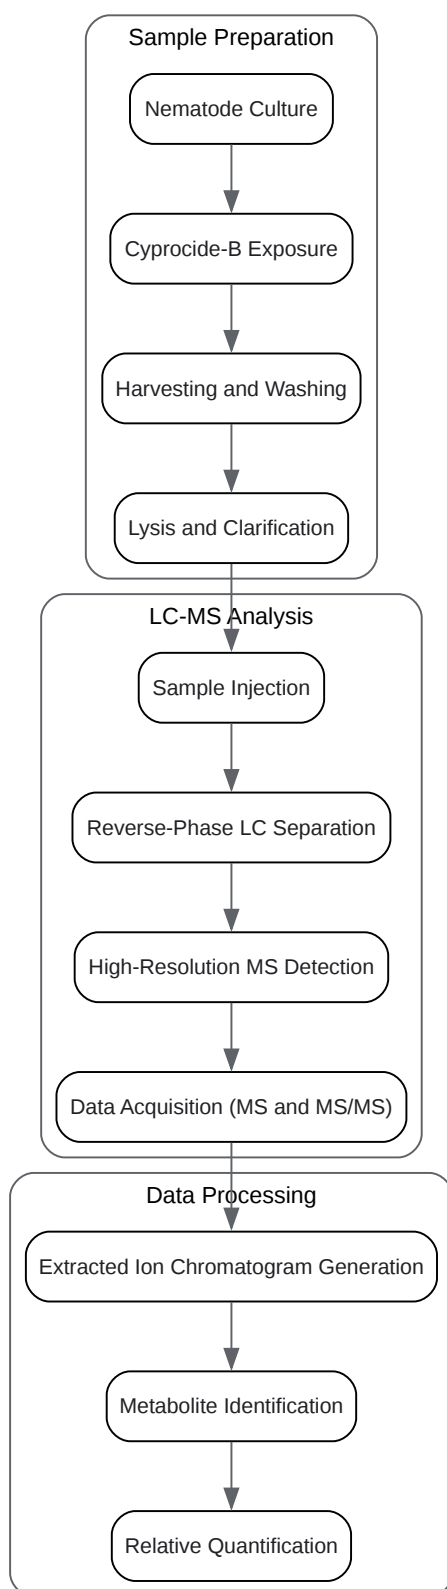 Sample Preparation
Nematode Culture
Cyprocide-B Exposure
Harvesting and Washing
Lysis and Clarification
LC-MS Analysis
Sample Injection
Reverse-Phase LC Separation
High-Resolution MS Detection
Data Acquisition (MS and MS/MS)
Data Processing
Extracted Ion Chromatogram Generation
Metabolite Identification
Relative Quantification